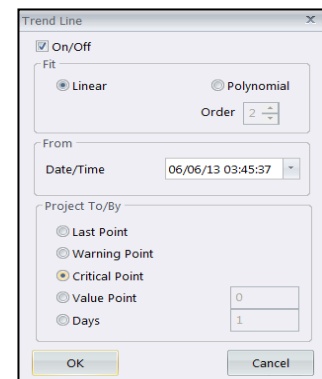 Trend Line x
On/Off
Fit
Linear Polynomial
Order 2
From
Date/Time 06/06/13 03:45:37
Project To/By
Last Point
Warning Point
Critical Point
Value Point 0
Days 1
OK Cancel